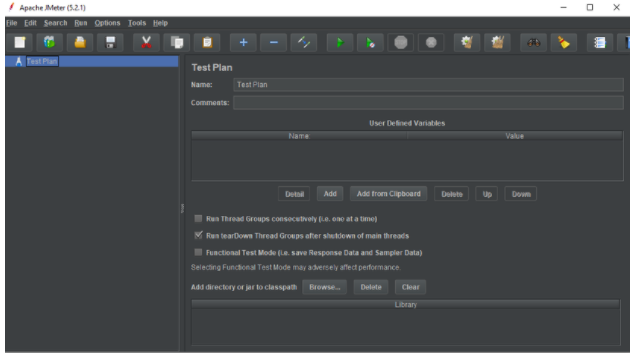 Apache JMeter (5.2.1)
File Edit Search Run Options Tools Help
Test Plan
Test Plan
Name: Test Plan
Comments:
User Defined Variables
Name: Value
Detail Add Add from Clipboard Delete Up Down
Run Thread Groups consecutively (i.e. one at a time)
Run tearDown Thread Groups after shutdown of main threads
Functional Test Mode (i.e. save Response Data and Sampler Data)
Selecting Functional Test Mode may adversely affect performance.
Add directory or jar to classpath Browse... Delete Clear
Library